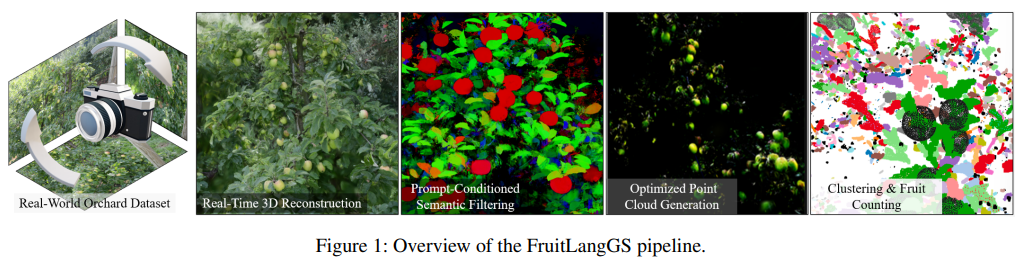 Real-World Orchard Dataset
Real-Time 3D Reconstruction
Prompt-Conditioned
Semantic Filtering
Optimized Point
Cloud Generation
Clustering & Fruit
Counting
Figure 1: Overview of the FruitLangGS pipeline.